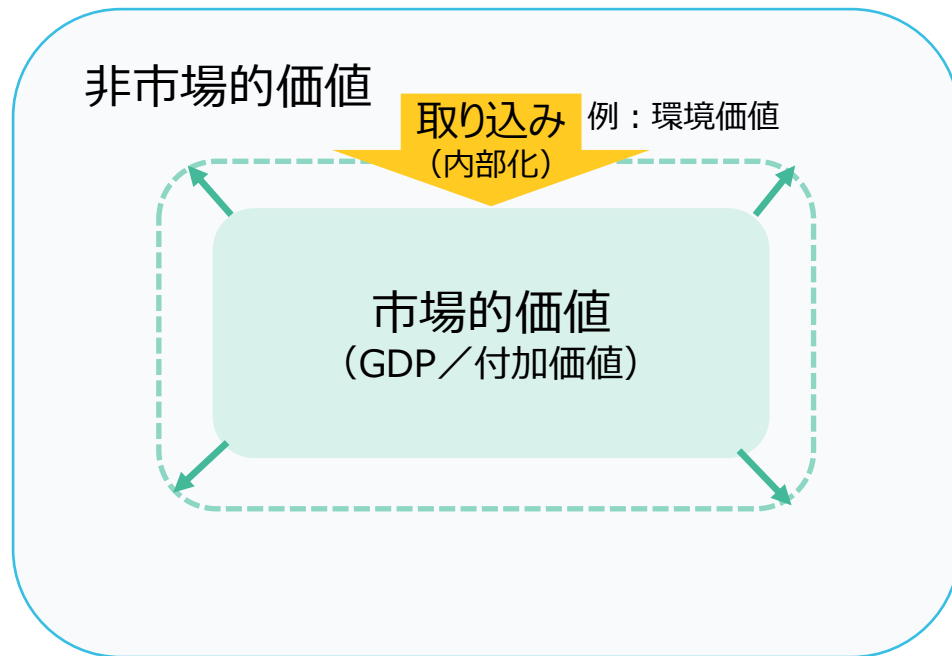 非市場的価値
取り込み
（内部化）
例：環境価値
市場的価値
（GDP／付加価値）